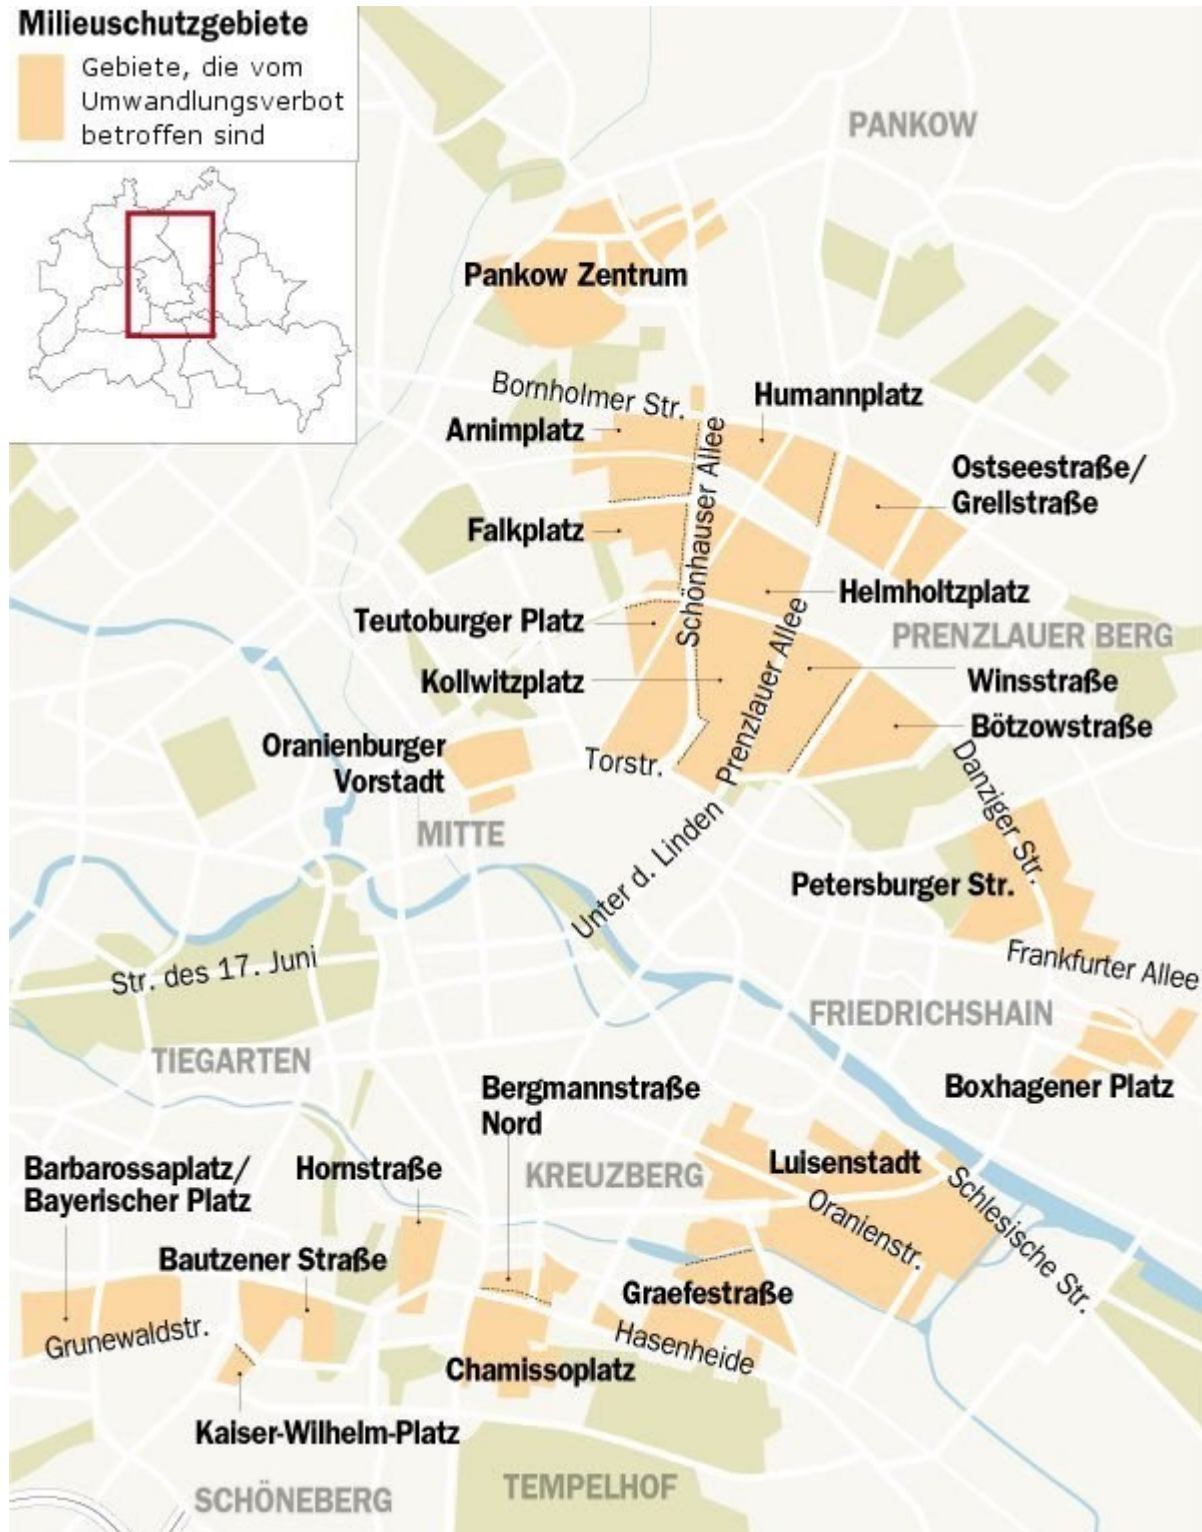 Milieuschutzgebiete
Gebiete, die vom
Umwandlungsverbot
betroffen sind
PANKOW
Pankow Zentrum
Bornholmer Str.
Humannplatz
Arnimplatz
Schönhauser Allee
Ostseestraße/
Grellstraße
Falkplatz
Helmholtzplatz
Teutoburger Platz
PRENZLAUER BERG
Kollwitzplatz
Prenzlauer Allee
Winsstraße
Bötzowstraße
Oranienburger
Vorstadt
Torstr.
Danziger Str.
MITTE
Unter d. Linden
Petersburger Str.
Str. des 17. Juni
Frankfurter Allee
FRIEDRICHSHAIN
TIEGARTEN
Boxhagener Platz
Bergmannstraße
Nord
Barbarossaplatz/
Bayerischer Platz
Hornstraße
KREUZBERG
Luisenstadt
Oranienstr.
Schlesische Str.
Bautzener Straße
Graefestraße
Grunewaldstr.
Hasenheide
Chamissoplatz
Kaiser-Wilhelm-Platz
SCHÖNEBERG
TEMPELHOF